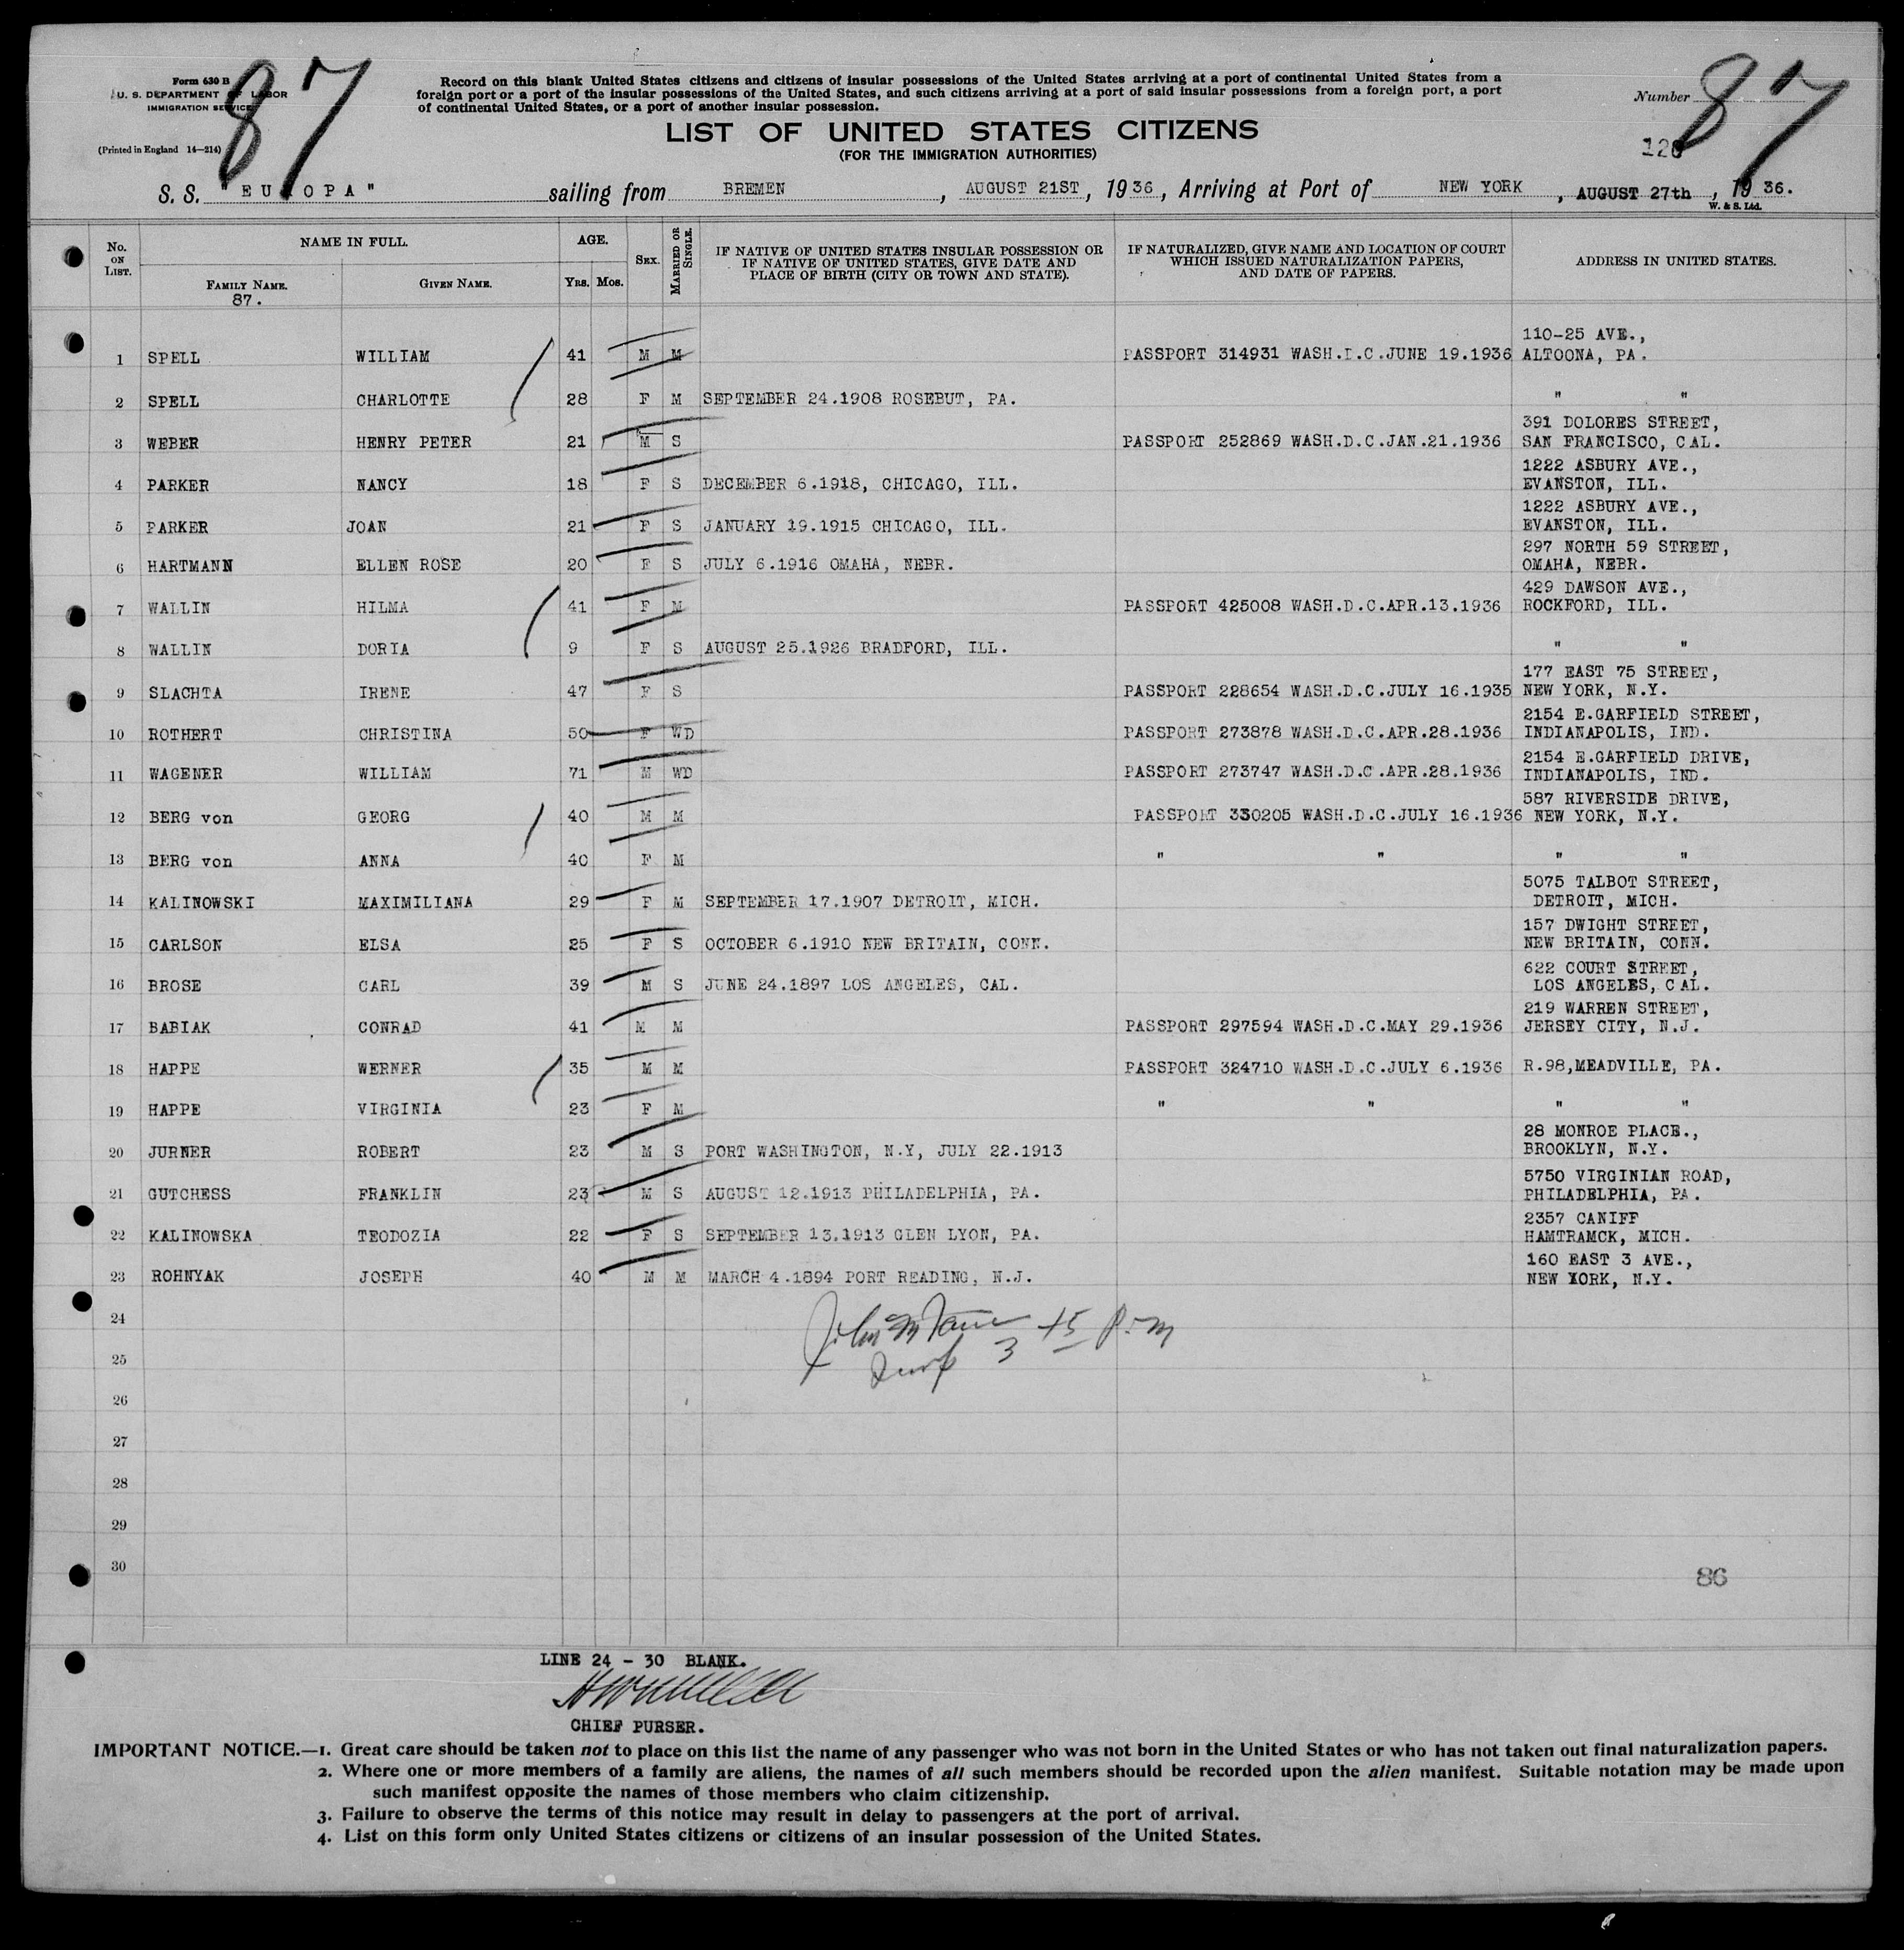 Form 630 B
U. S. DEPARTMENT OF LABOR
IMMIGRATION SERVICE
(Printed in England 14—214)
87
Record on this blank United States citizens and citizens of insular possessions of the United States arriving at a port of continental United States from a
foreign port or a port of the insular possessions of the United States, and such citizens arriving at a port of said insular possessions from a foreign port, a port
of continental United States, or a port of another insular possession.
LIST OF UNITED STATES CITIZENS
(FOR THE IMMIGRATION AUTHORITIES)
Number 87
S. S. "EUROPA" sailing from BREMEN, AUGUST 21ST, 1936, Arriving at Port of NEW YORK, AUGUST 27th, 1936.
W. & S. Ltd.
No. ON LIST. NAME IN FULL. AGE. SEX. MARRIED OR SINGLE. IF NATIVE OF UNITED STATES INSULAR POSSESSION OR IF NATIVE OF UNITED STATES, GIVE DATE AND PLACE OF BIRTH (CITY OR TOWN AND STATE). IF NATURALIZED, GIVE NAME AND LOCATION OF COURT WHICH ISSUED NATURALIZATION PAPERS, AND DATE OF PAPERS. ADDRESS IN UNITED STATES.
FAMILY NAME. GIVEN NAME. YRS. MOS.
87.
110-25 AVE.,
1 SPELL WILLIAM 41 M M PASSPORT 314931 WASH.D.C.JUNE 19.1936 ALTOONA, PA.
2 SPELL CHARLOTTE 28 F M SEPTEMBER 24.1908 ROSEBUT, PA. " "
391 DOLORES STREET,
3 WEBER HENRY PETER 21 M S PASSPORT 252869 WASH.D.C.JAN.21.1936 SAN FRANCISCO, CAL.
1222 ASBURY AVE.,
4 PARKER NANCY 18 F S DECEMBER 6.1918, CHICAGO, ILL. EVANSTON, ILL.
1222 ASBURY AVE.,
5 PARKER JOAN 21 F S JANUARY 19.1915 CHICAGO, ILL. EVANSTON, ILL.
297 NORTH 59 STREET,
6 HARTMANN ELLEN ROSE 20 F S JULY 6.1916 OMAHA, NEBR. OMAHA, NEBR.
429 DAWSON AVE.,
7 WALLIN HILMA 41 F M PASSPORT 425008 WASH.D.C.APR.13.1936 ROCKFORD, ILL.
8 WALLIN DORIA 9 F S AUGUST 25.1926 BRADFORD, ILL. " "
177 EAST 75 STREET,
9 SLACHTA IRENE 47 F S PASSPORT 228654 WASH.D.C.JULY 16.1935 NEW YORK, N.Y.
2154 E.GARFIELD STREET,
10 ROTHERT CHRISTINA 50 F WD PASSPORT 273878 WASH.D.C.APR.28.1936 INDIANAPOLIS, IND.
2154 E.GARFIELD DRIVE,
11 WAGENER WILLIAM 71 M WD PASSPORT 273747 WASH.D.C.APR.28.1936 INDIANAPOLIS, IND.
587 RIVERSIDE DRIVE,
12 BERG von GEORG 40 M M PASSPORT 330205 WASH.D.C.JULY 16.1936 NEW YORK, N.Y.
13 BERG von ANNA 40 F M " " " "
5075 TALBOT STREET,
14 KALINOWSKI MAXIMILIANA 29 F M SEPTEMBER 17.1907 DETROIT, MICH. DETROIT, MICH.
157 DWIGHT STREET,
15 CARLSON ELSA 25 F S OCTOBER 6.1910 NEW BRITAIN, CONN. NEW BRITAIN, CONN.
622 COURT STREET,
16 BROSE CARL 39 M S JUNE 24.1897 LOS ANGELES, CAL. LOS ANGELES, CAL.
219 WARREN STREET,
17 BABIAK CONRAD 41 M M PASSPORT 297594 WASH.D.C.MAY 29.1936 JERSEY CITY, N.J.
18 HAPPE WERNER 35 M M PASSPORT 324710 WASH.D.C.JULY 6.1936 R.98,MEADVILLE, PA.
19 HAPPE VIRGINIA 23 F M " " " "
28 MONROE PLACE.,
20 JURNER ROBERT 23 M S PORT WASHINGTON, N.Y, JULY 22.1913 BROOKLYN, N.Y.
5750 VIRGINIAN ROAD,
21 GUTCHESS FRANKLIN 23 M S AUGUST 12.1913 PHILADELPHIA, PA. PHILADELPHIA, PA.
2357 CANIFF
22 KALINOWSKA TEODOZIA 22 F S SEPTEMBER 13.1913 GLEN LYON, PA. HAMTRAMCK, MICH.
160 EAST 3 AVE.,
23 ROHNYAK JOSEPH 40 M M MARCH 4.1894 PORT READING, N.J. NEW YORK, N.Y.
24
25
26
27
28
29
30
86
LINE 24 - 30 BLANK.
CHIEF PURSER.
IMPORTANT NOTICE.—1. Great care should be taken not to place on this list the name of any passenger who was not born in the United States or who has not taken out final naturalization papers.
2. Where one or more members of a family are aliens, the names of all such members should be recorded upon the alien manifest. Suitable notation may be made upon
such manifest opposite the names of those members who claim citizenship.
3. Failure to observe the terms of this notice may result in delay to passengers at the port of arrival.
4. List on this form only United States citizens or citizens of an insular possession of the United States.